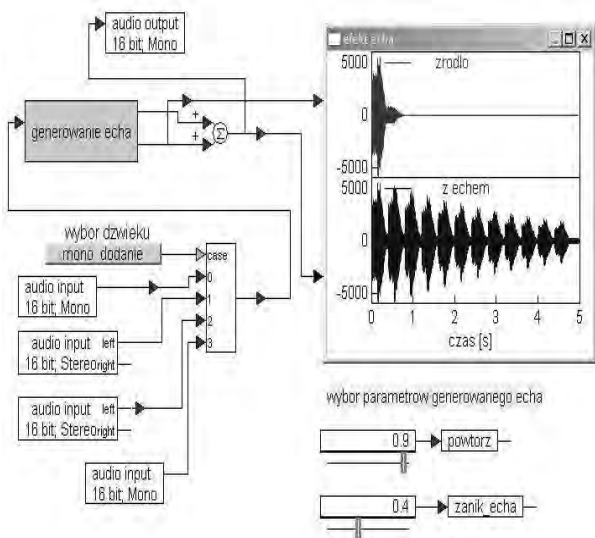 audio output
16 bit; Mono
generowanie echa
+
+
Σ
wybor dzwieku
mono_dodanie
case
0
1
2
3
audio input
16 bit; Mono
audio input left
16 bit; Stereo right
audio input left
16 bit; Stereo right
audio input
16 bit; Mono
efekt echa
5000
0
-5000
zrodlo
5000
0
-5000
z echem
0 1 2 3 4 5
czas [s]
wybor parametrow generowanego echa
0.9
powtorz
0.4
zanik_echa